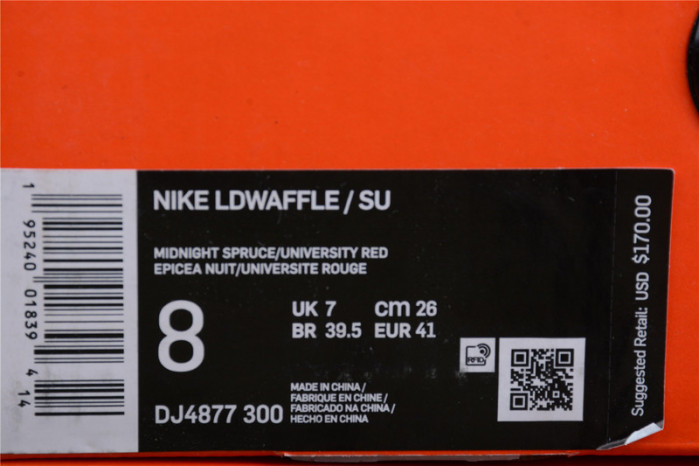 NIKE LDWAFFLE / SU
MIDNIGHT SPRUCE/UNIVERSITY RED
EPICEA NUIT/UNIVERSITE ROUGE
8
UK 7 cm 26
BR 39.5 EUR 41
RFID
MADE IN CHINA /
FABRIQUE EN CHINE /
FABRICADO NA CHINA /
HECHO EN CHINA
DJ4877 300
1 95240 01839 4 14
Suggested Retail: USD $170.00